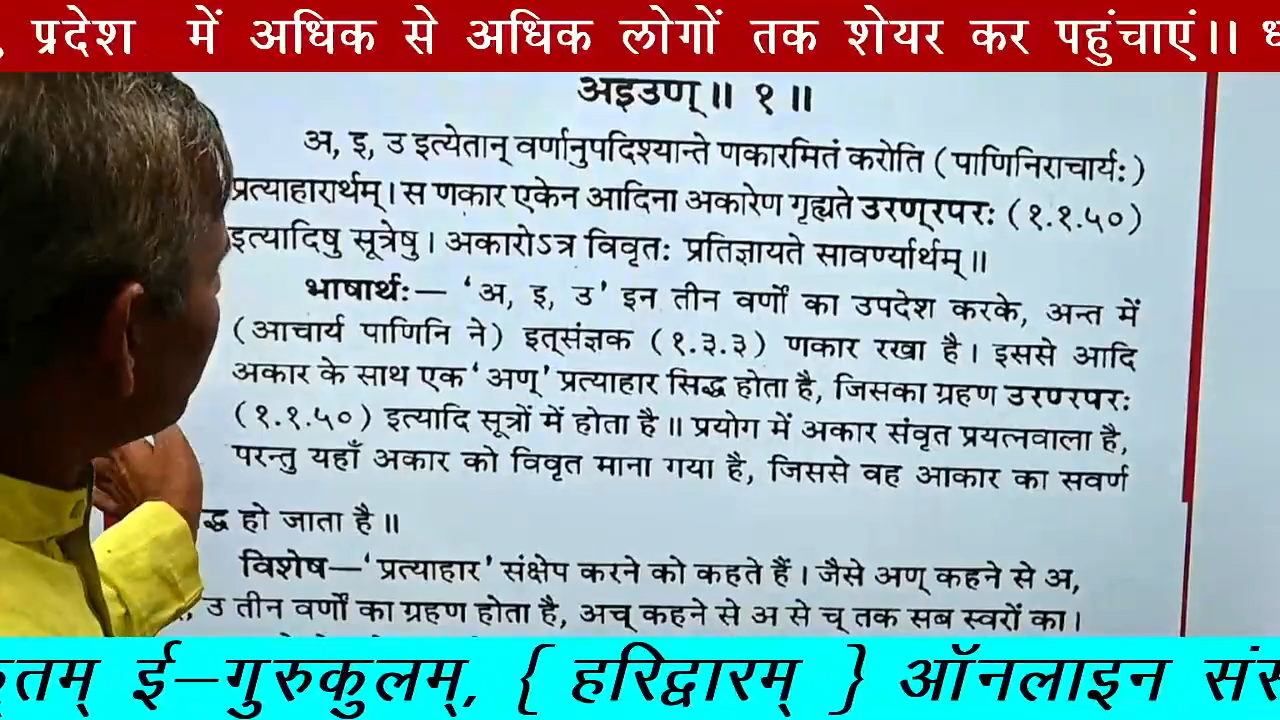 प्रदेश में अधिक से अधिक लोगों तक शेयर कर पहुंचाएं।।
अइउण् ॥ १ ॥
अ, इ, उ इत्येतान् वर्णानुपदिश्यान्ते णकारमितं करोति ( पाणिनिराचार्यः )
प्रत्याहारार्थम् । स णकार एकेन आदिना अकारेण गृह्यते उरण्रपरः (१.१.५०)
इत्यादिषु सूत्रेषु । अकारोऽत्र विवृतः प्रतिज्ञायते सावर्ण्यार्थम् ॥
भाषार्थः— 'अ, इ, उ' इन तीन वर्णों का उपदेश करके, अन्त में
(आचार्य पाणिनि ने) इत्संज्ञक (१.३.३) णकार रखा है । इससे आदि
अकार के साथ एक 'अण्' प्रत्याहार सिद्ध होता है, जिसका ग्रहण उरण्रपरः
(१.१.५०) इत्यादि सूत्रों में होता है ॥ प्रयोग में अकार संवृत प्रयत्नवाला है,
परन्तु यहाँ अकार को विवृत माना गया है, जिससे वह आकार का सवर्ण
द्ध हो जाता है ॥
विशेष—'प्रत्याहार' संक्षेप करने को कहते हैं । जैसे अण् कहने से अ,
उ तीन वर्णों का ग्रहण होता है, अच् कहने से अ से च् तक सब स्वरों का ।
तम् ई-गुरुकुलम्, { हरिद्वारम् } ऑनलाइन संस